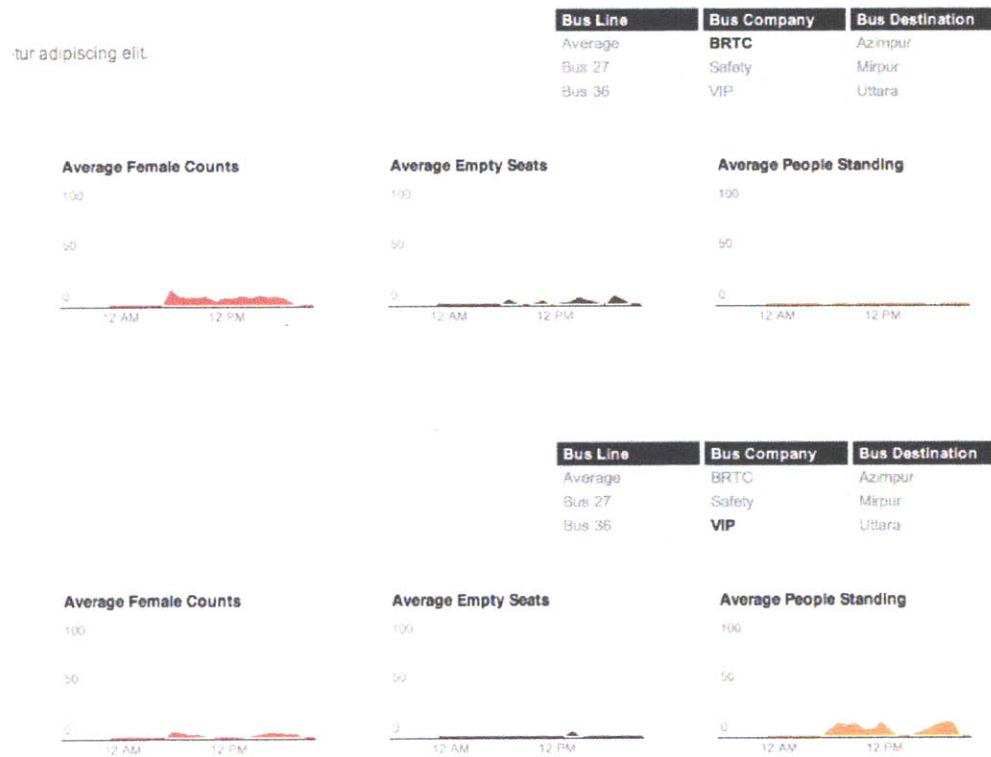 Bus Line Bus Company Bus Destination
·tur adipiscing elit.
Average BRTC Azimpur
Bus 27 Safety Mirpur
Bus 36 VIP Uttara
Average Female Counts Average Empty Seats Average People Standing
100 100 100
50 50 50
0 0 0
12 AM 12 PM 12 AM 12 PM 12 AM 12 PM
Bus Line Bus Company Bus Destination
Average BRTC Azimpur
Bus 27 Safety Mirpur
Bus 36 VIP Uttara
Average Female Counts Average Empty Seats Average People Standing
100 100 100
50 50 50
0 0 0
12 AM 12 PM 12 AM 12 PM 12 AM 12 PM